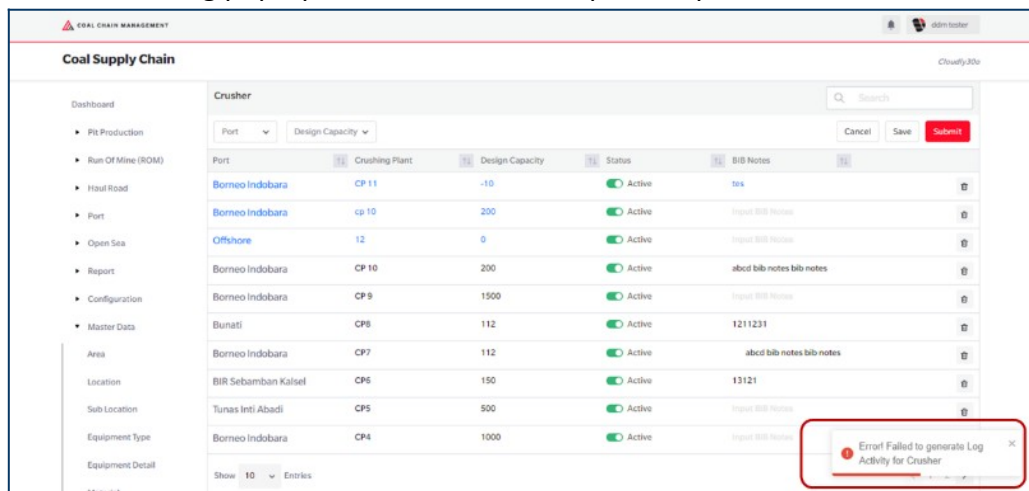 COAL CHAIN MANAGEMENT
ddm tester
Coal Supply Chain
Dashboard
Pit Production
Run Of Mine (ROM)
Haul Road
Port
Open Sea
Report
Configuration
Master Data
Area
Location
Sub Location
Equipment Type
Equipment Detail
Crusher
Search
Port
Design Capacity
Cancel
Save
Submit
Port Crushing Plant Design Capacity Status BIB Notes
Borneo Indobara CP 11 -10 Active tes
Borneo Indobara cp 10 200 Active Input BIB Notes
Offshore 12 0 Active Input BIB Notes
Borneo Indobara CP 10 200 Active abcd bib notes bib notes
Borneo Indobara CP 9 1500 Active Input BIB Notes
Bunati CP8 112 Active 1211231
Borneo Indobara CP7 112 Active abcd bib notes bib notes
BIR Sebamban Kalsel CP6 150 Active 13121
Tunas Inti Abadi CP5 500 Active Input BIB Notes
Borneo Indobara CP4 1000 Active Input BIB Notes
Show 10 Entries
Error! Failed to generate Log
Activity for Crusher